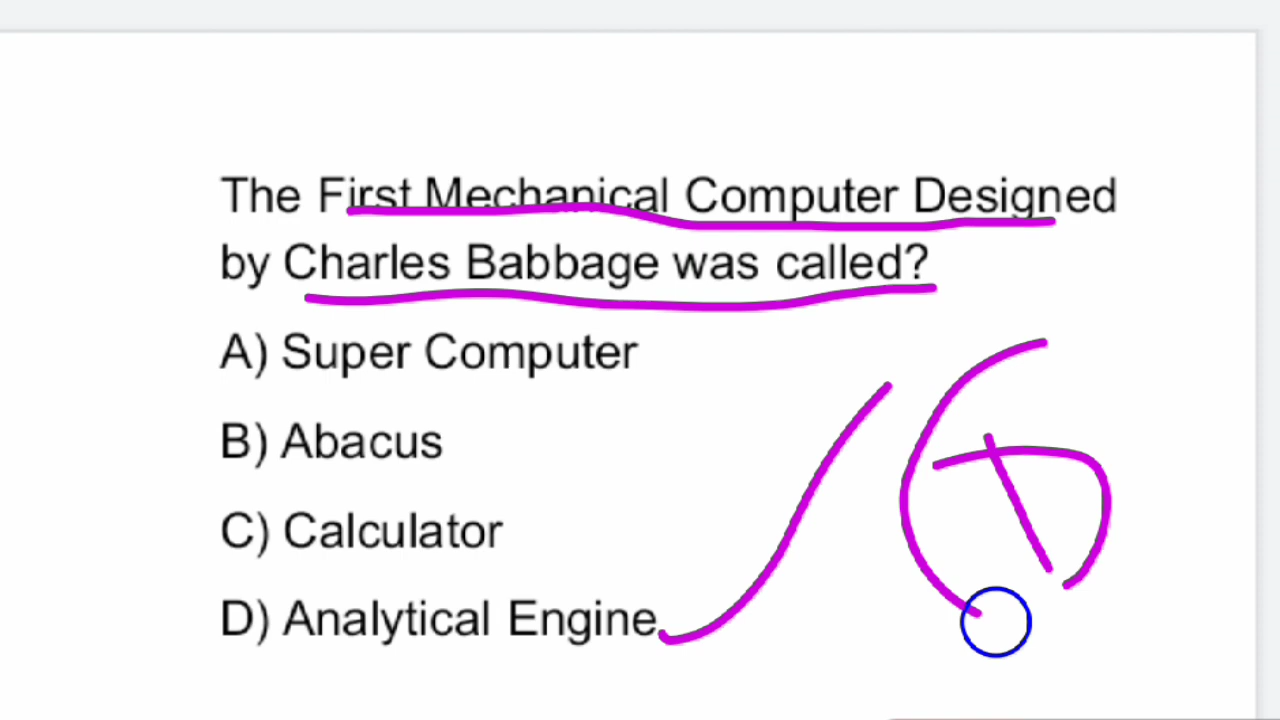 The First Mechanical Computer Designed
by Charles Babbage was called?
A) Super Computer
B) Abacus
C) Calculator
D) Analytical Engine